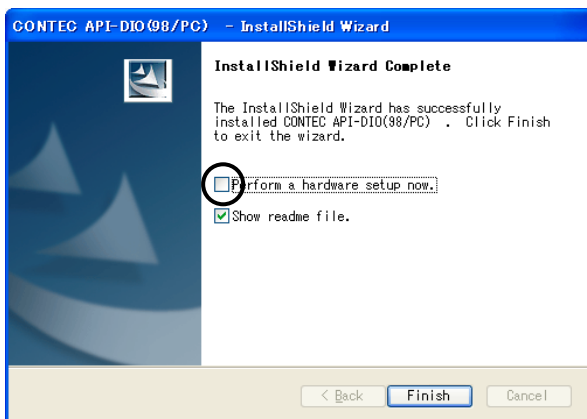 CONTEC API-DIO(98/PC) - InstallShield Wizard
InstallShield Wizard Complete
The InstallShield Wizard has successfully
installed CONTEC API-DIO(98/PC) . Click Finish
to exit the wizard.
Perform a hardware setup now.
Show readme file.
< Back
Finish
Cancel